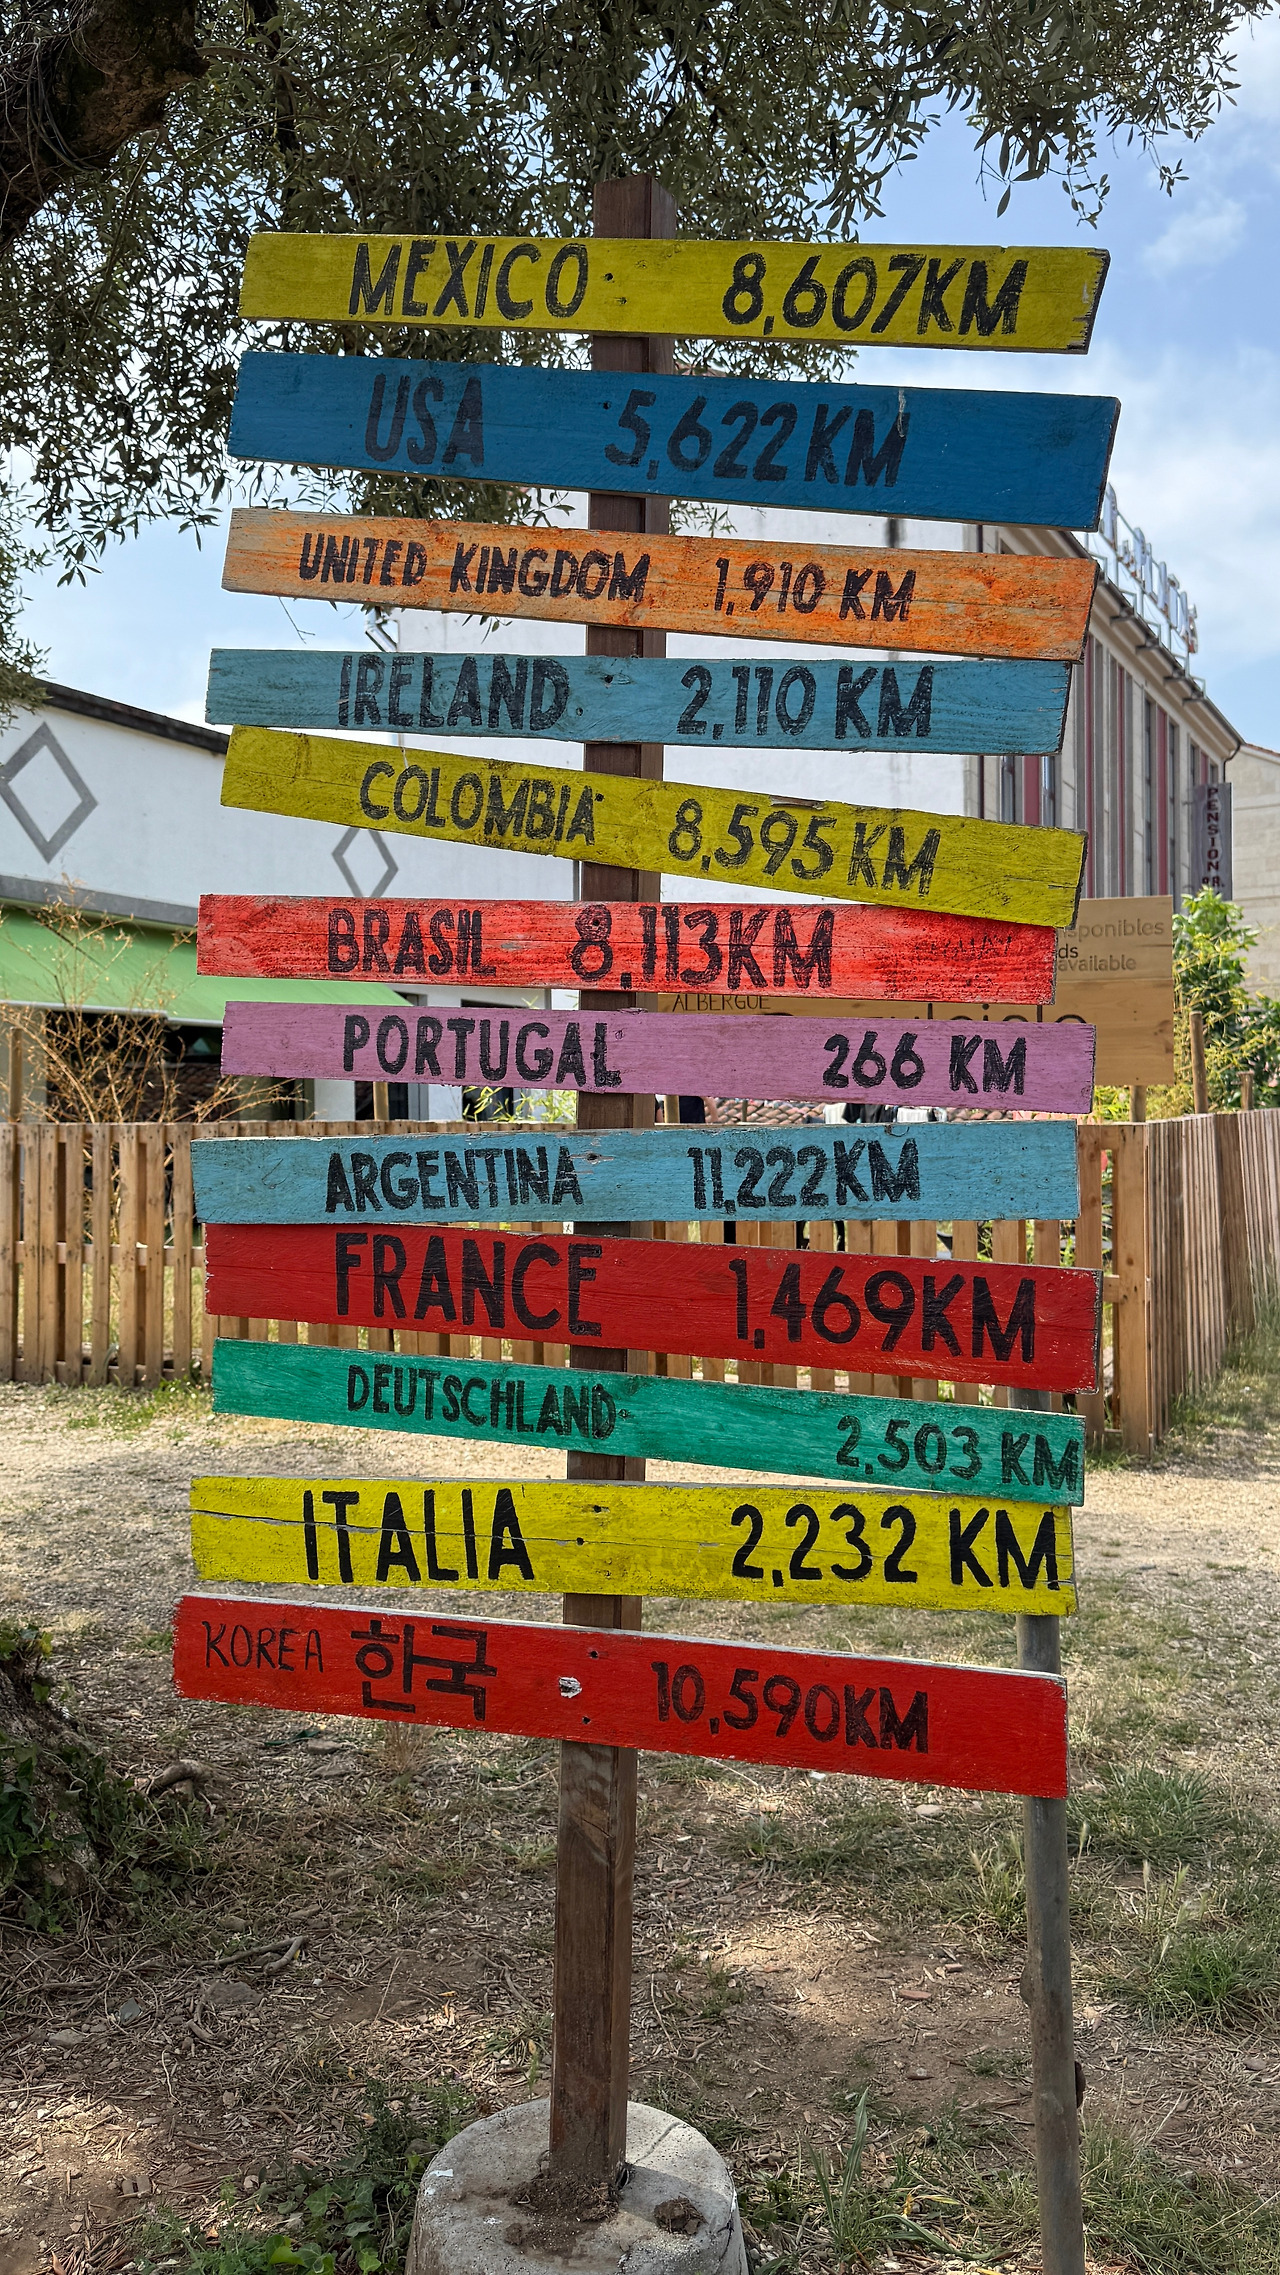 MEXICO 8,607KM
USA 5,622KM
UNITED KINGDOM 1,910 KM
IRELAND 2,110 KM
COLOMBIA 8,595KM
BRASIL 8,113KM
PORTUGAL 266 KM
ARGENTINA 11,222KM
FRANCE 1,469KM
DEUTSCHLAND 2,503 KM
ITALIA 2,232 KM
KOREA 한국 10,590KM
PENSION
available
ALBERGUE